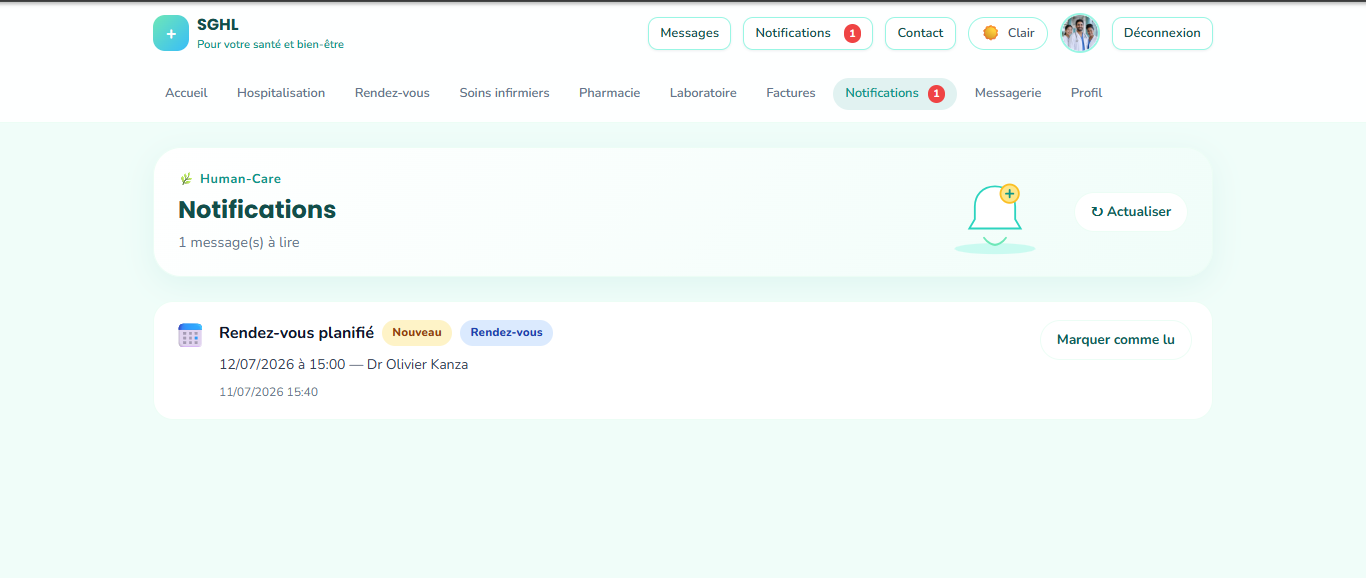 SGHL
Pour votre santé et bien-être
Messages
Notifications 1
Contact
Clair
Déconnexion
Accueil
Hospitalisation
Rendez-vous
Soins infirmiers
Pharmacie
Laboratoire
Factures
Notifications 1
Messagerie
Profil
Human-Care
Notifications
1 message(s) à lire
↻ Actualiser
Rendez-vous planifié Nouveau Rendez-vous
12/07/2026 à 15:00 — Dr Olivier Kanza
11/07/2026 15:40
Marquer comme lu